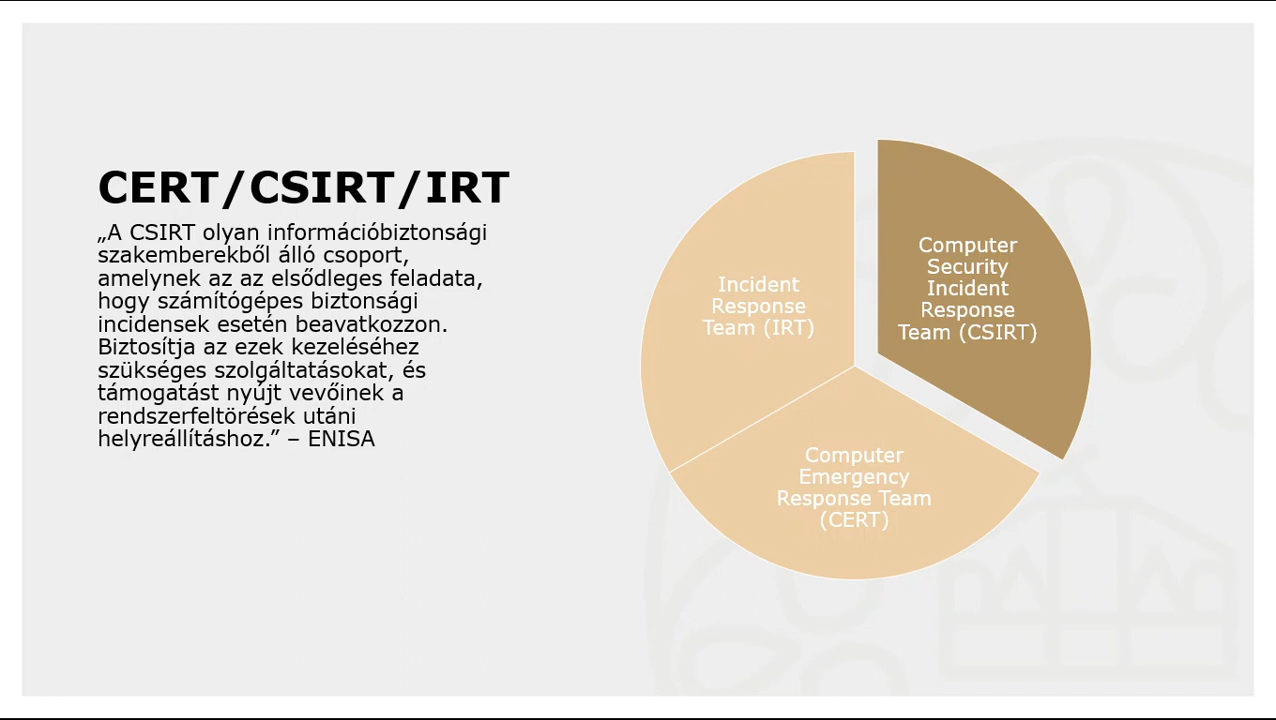 CERT/CSIRT/IRT
„A CSIRT olyan információbiztonsági
szakemberekből álló csoport,
amelynek az az elsődleges feladata,
hogy számítógépes biztonsági
incidensek esetén beavatkozzon.
Biztosítja az ezek kezeléséhez
szükséges szolgáltatásokat, és
támogatást nyújt vevőinek a
rendszerfeltörések utáni
helyreállításhoz.” – ENISA
Incident
Response
Team (IRT)
Computer
Security
Incident
Response
Team (CSIRT)
Computer
Emergency
Response Team
(CERT)